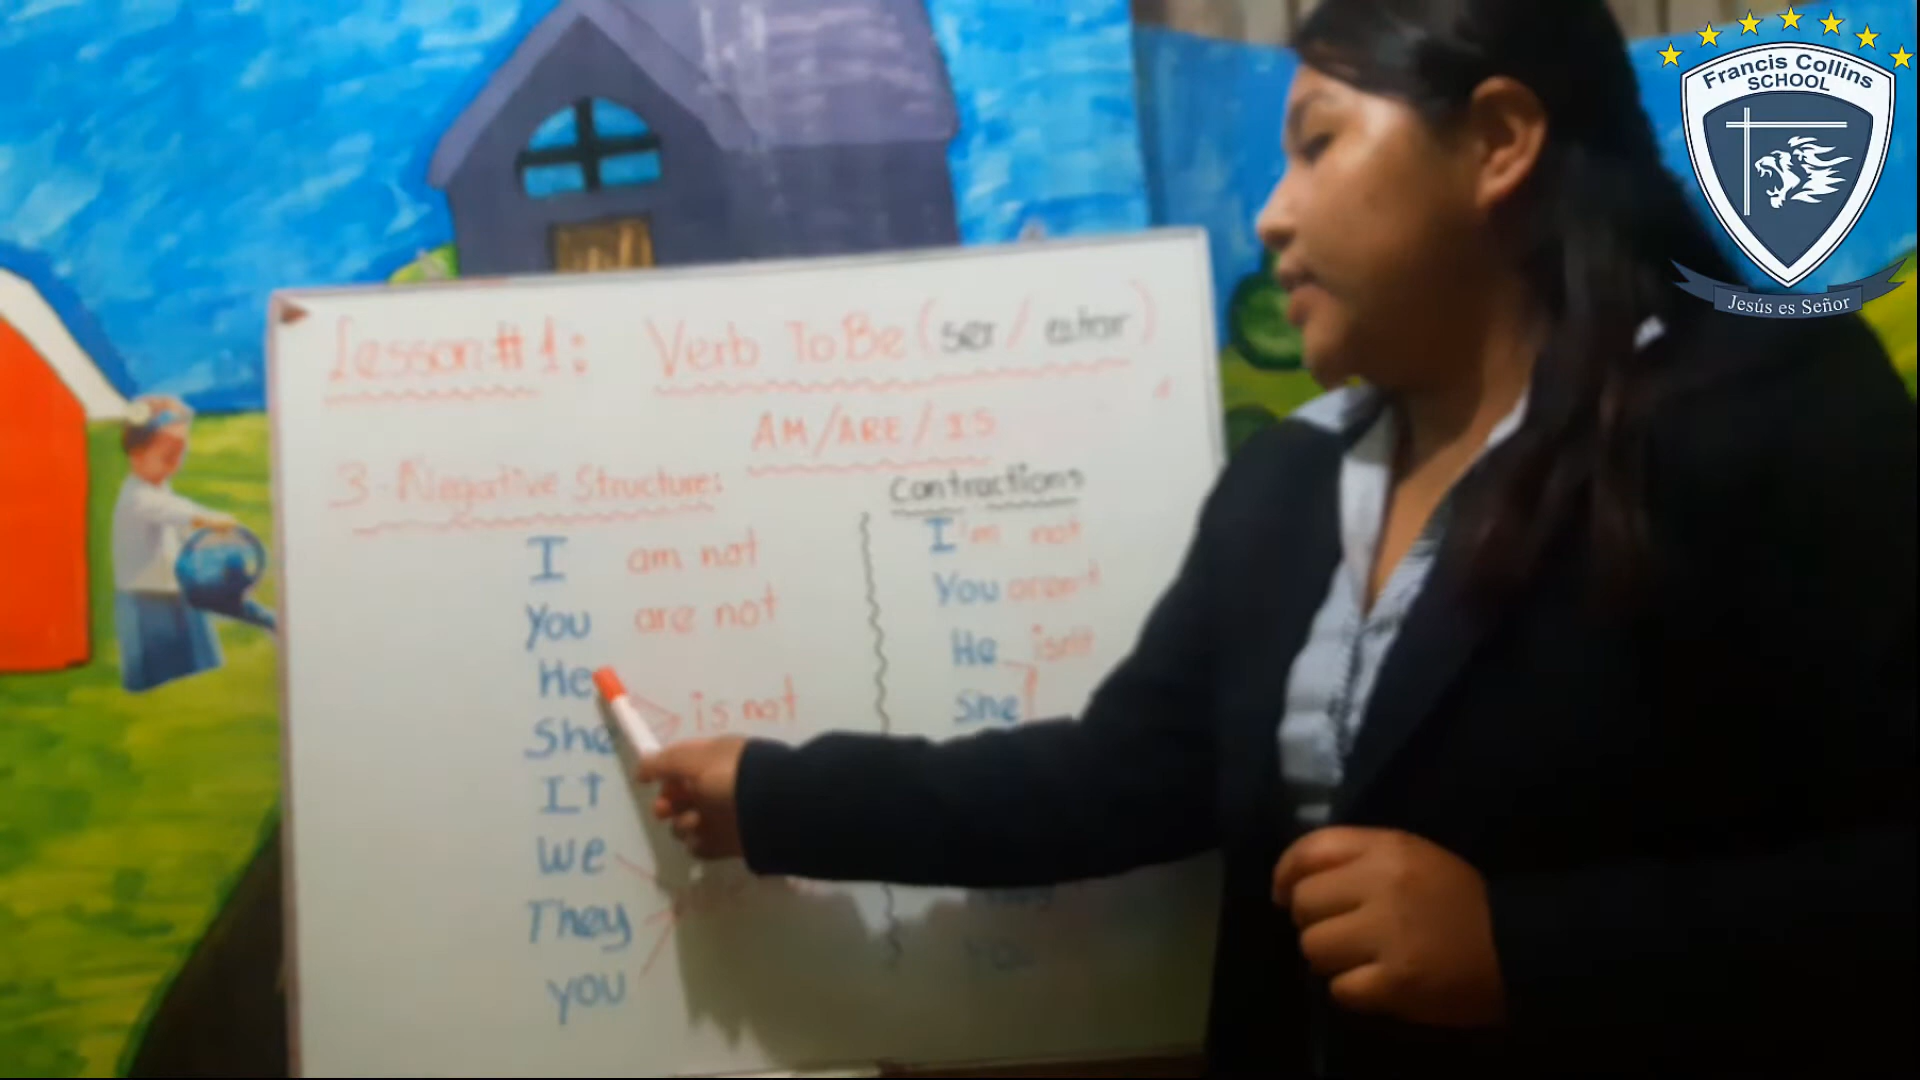 Francis Collins
SCHOOL
Jesús es Señor
Lesson #1: Verb To Be (ser / estar)
AM/ARE/IS
3-Negative Structure:
Contractions
I am not
I'm not
You are not
You aren't
He
He isn't
is not
She
She
It
We
They
you
You